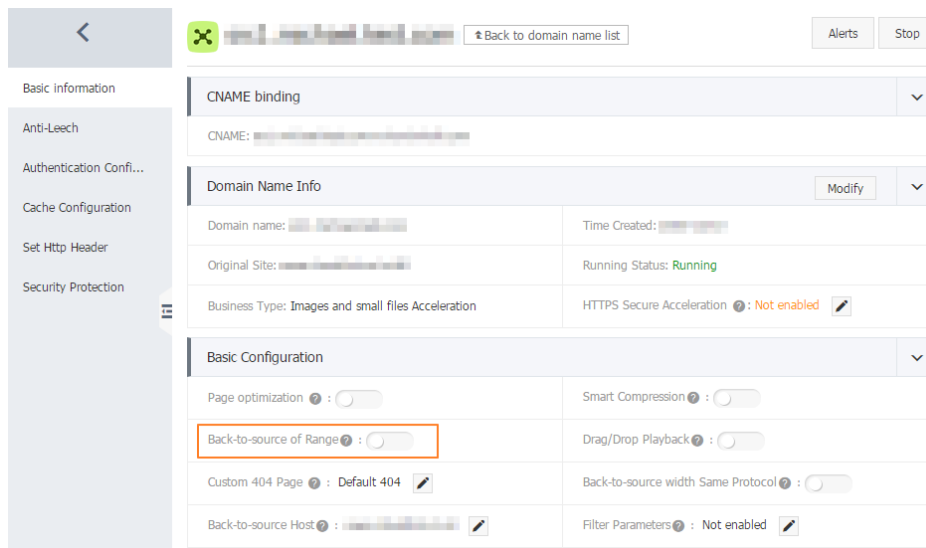 Back to domain name list
Alerts
Stop
Basic information
Anti-Leech
Authentication Confi...
Cache Configuration
Set Http Header
Security Protection
CNAME binding
CNAME:
Domain Name Info
Modify
Domain name:
Time Created:
Original Site:
Running Status: Running
Business Type: Images and small files Acceleration
HTTPS Secure Acceleration ? : Not enabled
Basic Configuration
Page optimization ? :
Smart Compression ? :
Back-to-source of Range ? :
Drag/Drop Playback ? :
Custom 404 Page ? : Default 404
Back-to-source width Same Protocol ? :
Back-to-source Host ? :
Filter Parameters ? : Not enabled